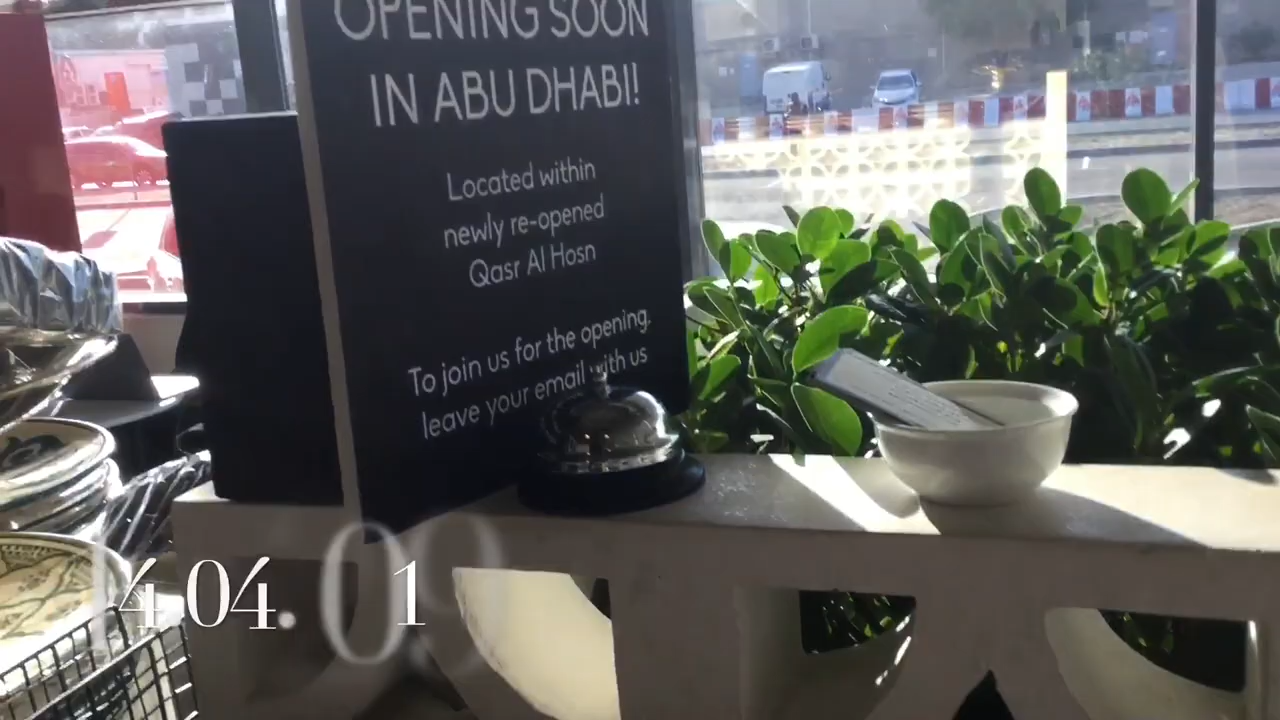 OPENING SOON
IN ABU DHABI!
Located within
newly re-opened
Qasr Al Hosn
To join us for the opening.
leave your email with us